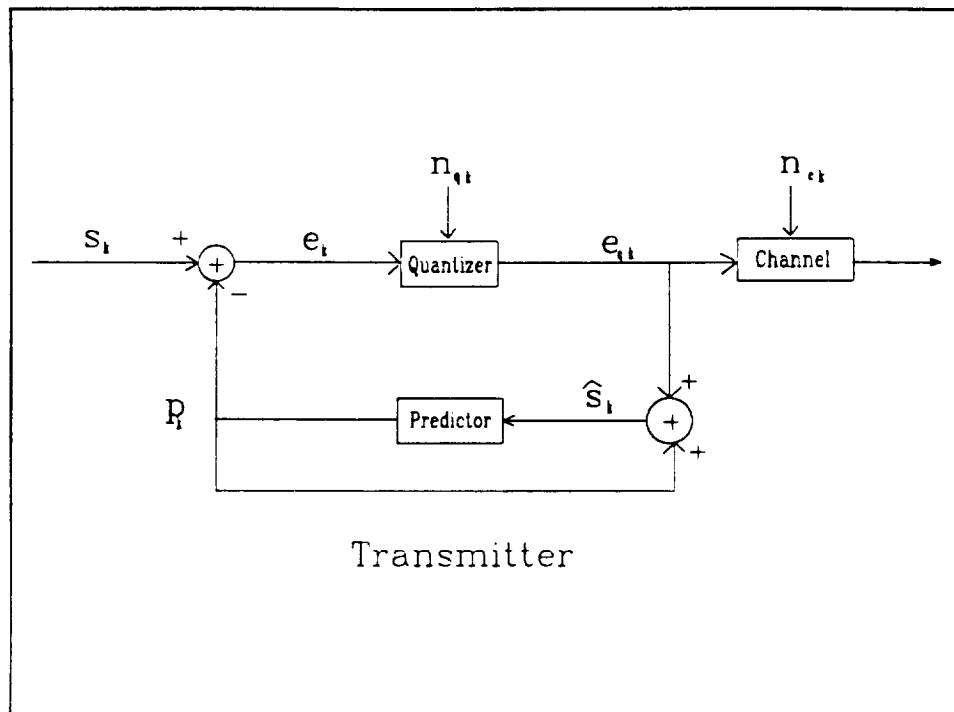 n_qk n_ck
s_k + + e_k Quantizer e_qk Channel
−
+
p_k Predictor ŝ_k +
+
Transmitter